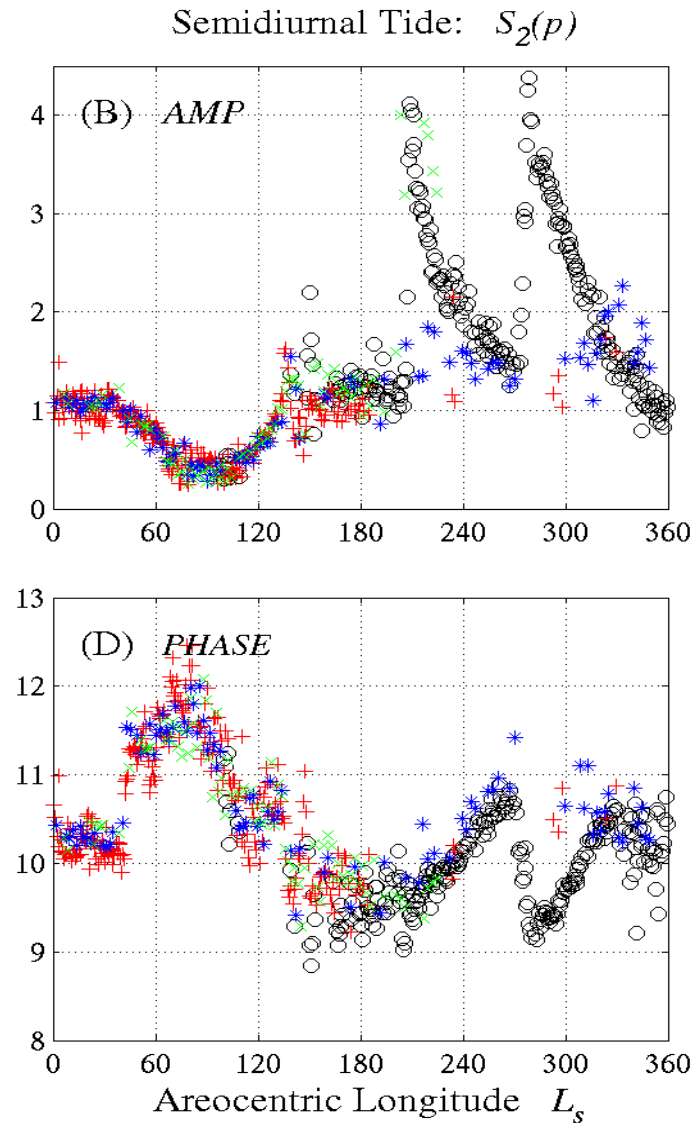 Semidiurnal Tide: S₂(p)
(B) AMP
4
3
2
1
0
0 60 120 180 240 300 360
13
(D) PHASE
12
11
10
9
8
0 60 120 180 240 300 360
Areocentric Longitude Lₛ